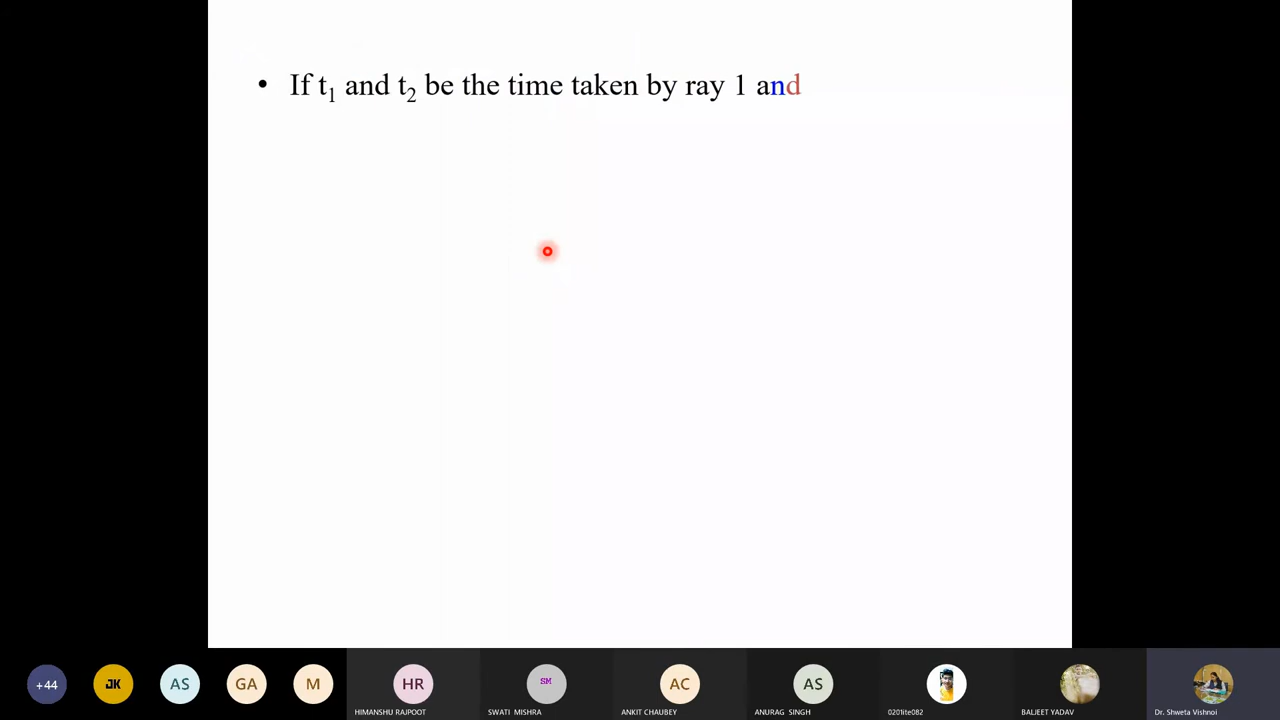 • If t₁ and t₂ be the time taken by ray 1 and
+44
JK
AS
GA
M
HR
HIMANSHU RAJPOOT
SM
SWATI MISHRA
AC
ANKIT CHAUBEY
AS
ANURAG SINGH
0201ite082
BALJEET YADAV
Dr. Shweta Vishnoi